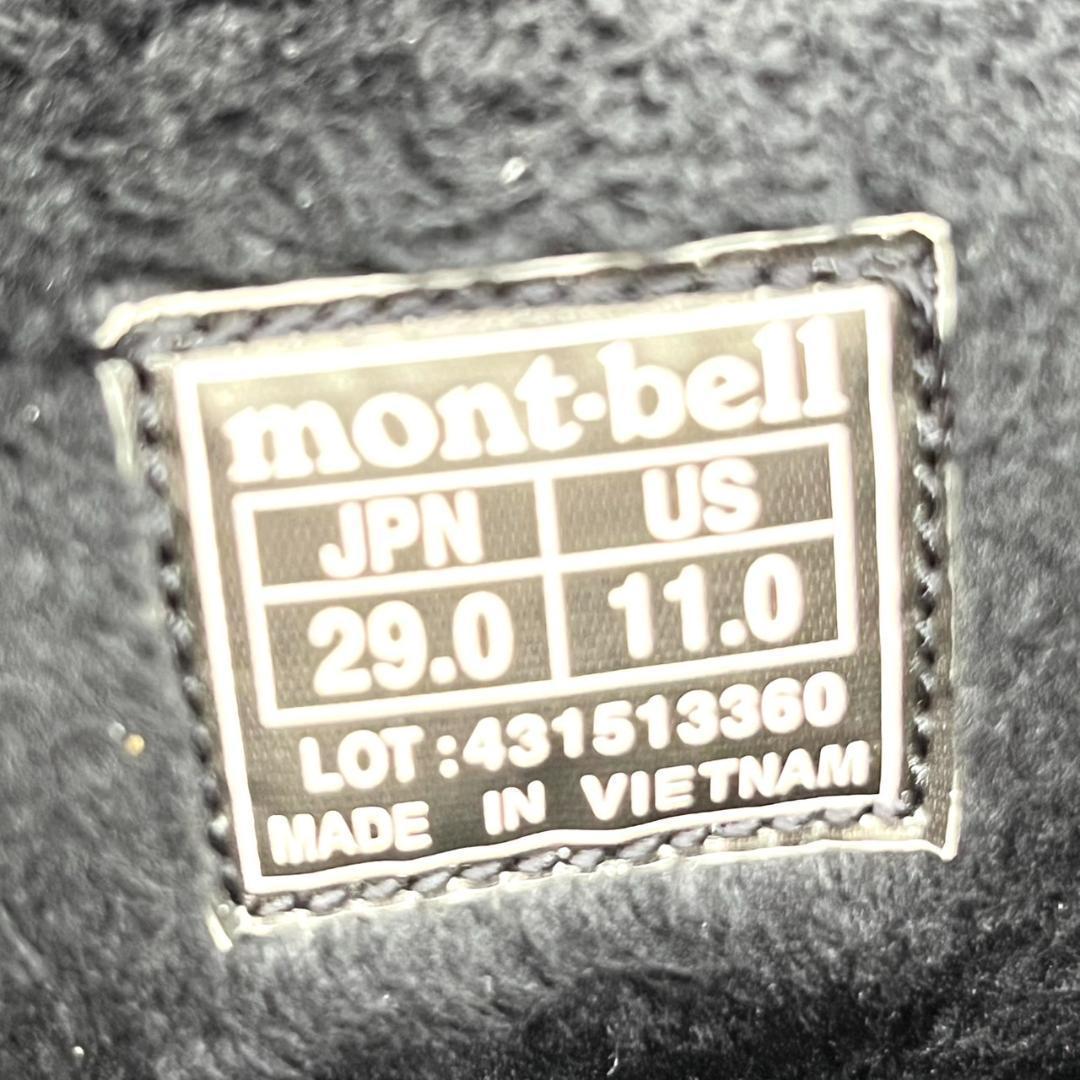 mont-bell
JPN US
29.0 11.0
LOT:431513360
MADE IN VIETNAM